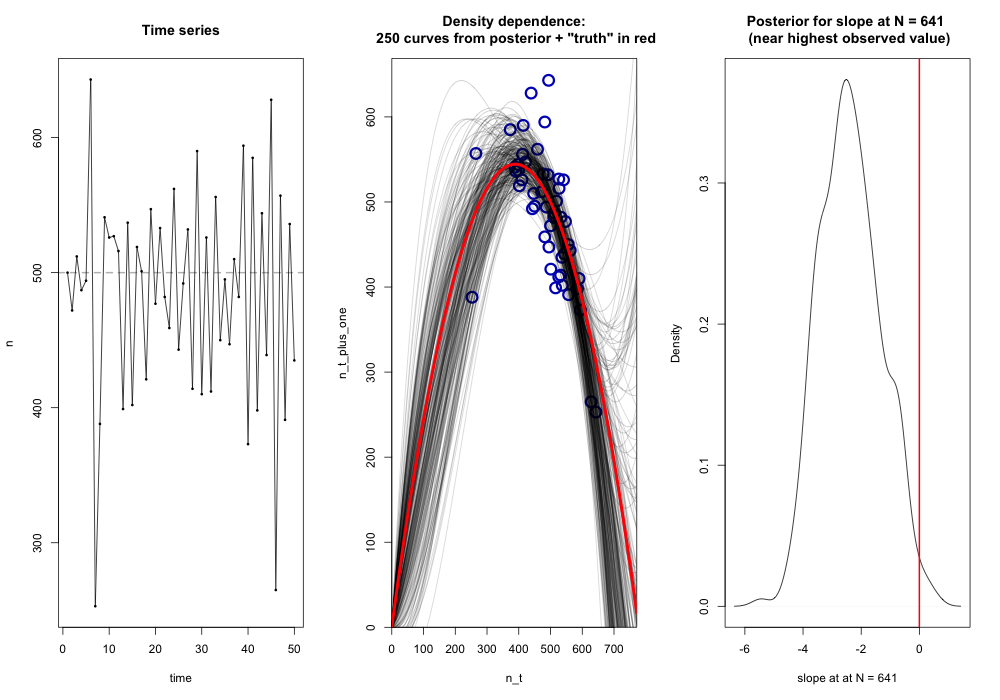 Time series
n
600
500
400
300
0 10 20 30 40 50
time
Density dependence:
250 curves from posterior + "truth" in red
n_t_plus_one
600
500
400
300
200
100
0
0 100 200 300 400 500 600 700
n_t
Posterior for slope at N = 641
(near highest observed value)
Density
0.3
0.2
0.1
0.0
-6 -4 -2 0
slope at at N = 641